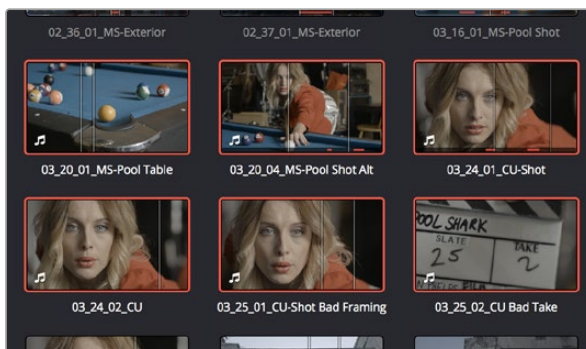 02_36_01_MS-Exterior
02_37_01_MS-Exterior
03_16_01_MS-Pool Shot
03_20_01_MS-Pool Table
03_20_04_MS-Pool Shot Alt
03_24_01_CU-Shot
POOL SHARK
SLATE
TAKE
25
2
03_24_02_CU
03_25_01_CU-Shot Bad Framing
03_25_02_CU Bad Take